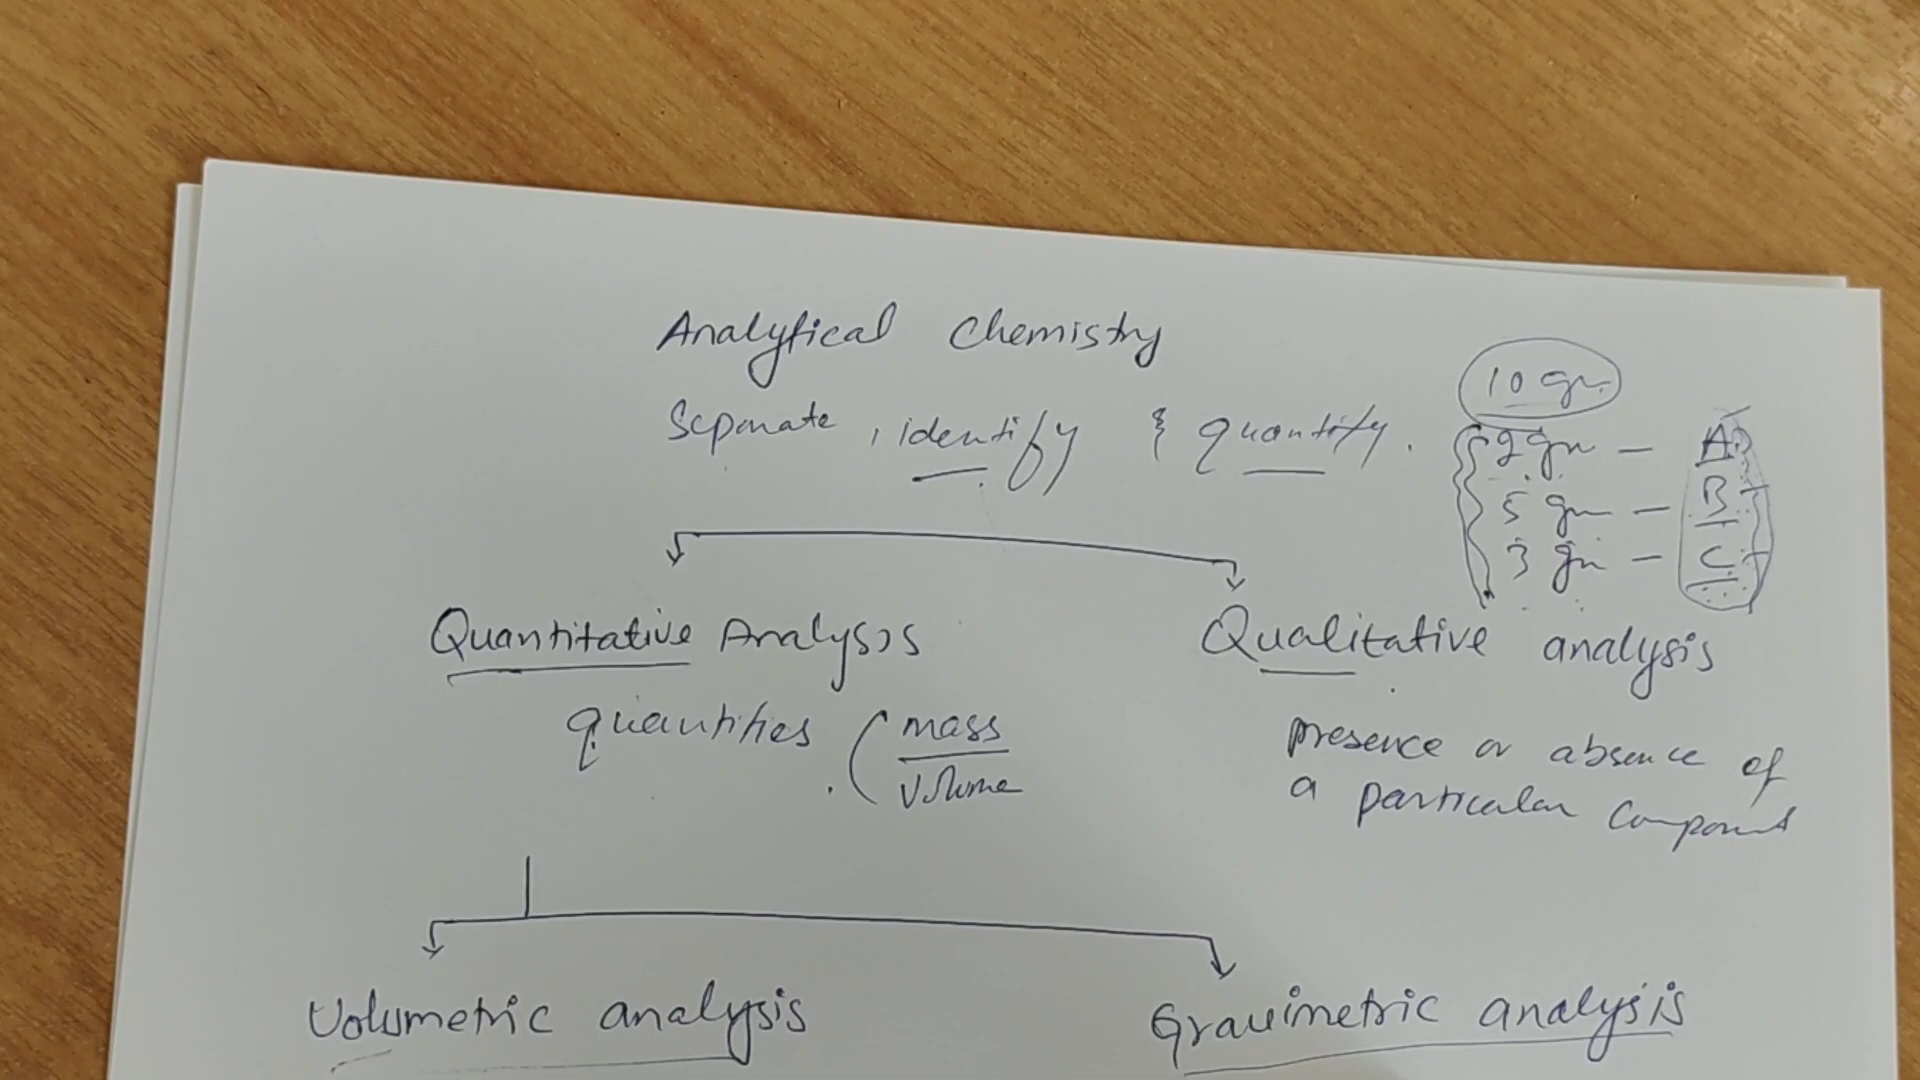 Analytical Chemistry
Separate, identify & quantify.
10 gm
2 gm - A
5 gm - B
3 gm - C
Quantitative Analysis
Qualitative analysis
quantities. ( mass
volume
presence or absence of
a particular compound
Volumetric analysis
Gravimetric analysis